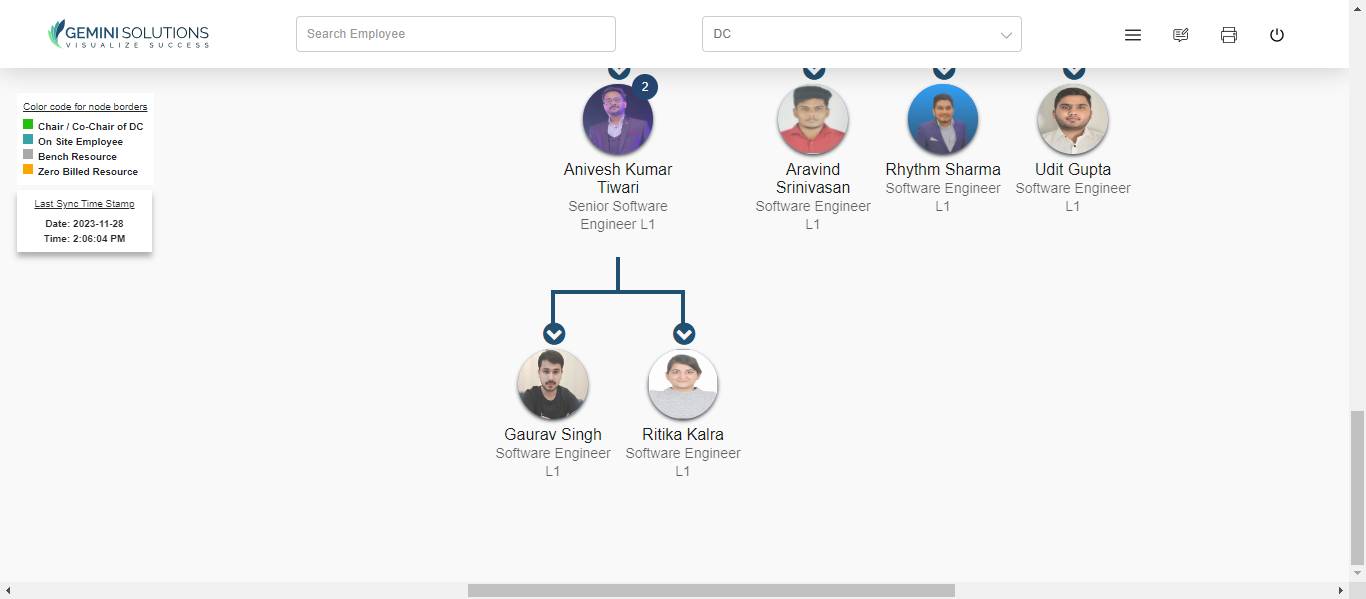 GEMINI SOLUTIONS
VISUALIZE SUCCESS
Search Employee
DC
Color code for node borders
Chair / Co-Chair of DC
On Site Employee
Bench Resource
Zero Billed Resource
Last Sync Time Stamp
Date: 2023-11-28
Time: 2:06:04 PM
2
Anivesh Kumar
Tiwari
Senior Software
Engineer L1
Aravind
Srinivasan
Software Engineer
L1
Rhythm Sharma
Software Engineer
L1
Udit Gupta
Software Engineer
L1
Gaurav Singh
Software Engineer
L1
Ritika Kalra
Software Engineer
L1